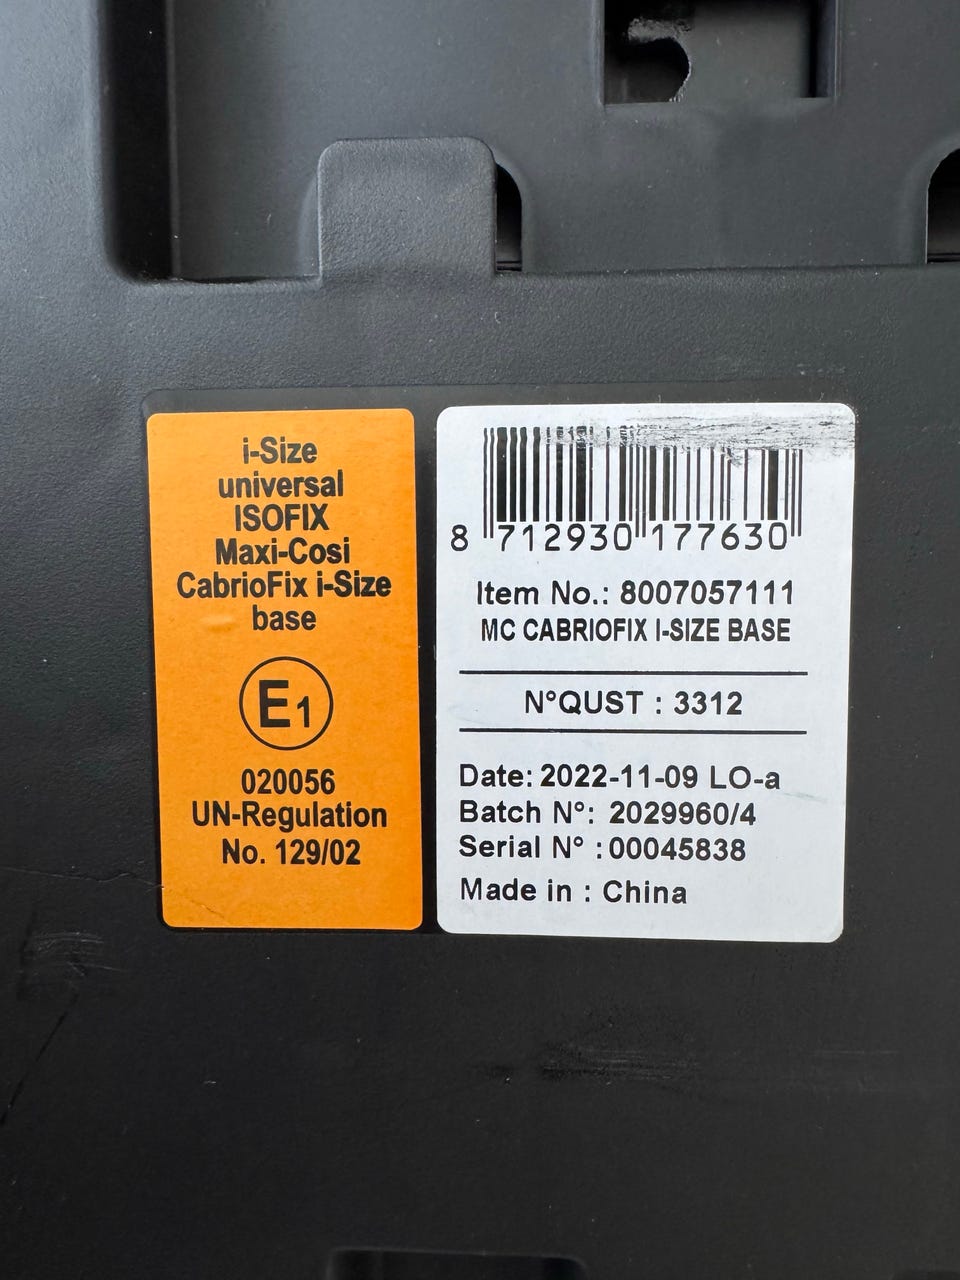 i-Size
universal
ISOFIX
Maxi-Cosi
CabrioFix i-Size
base
E1
020056
UN-Regulation
No. 129/02
8 712930 177630
Item No.: 8007057111
MC CABRIOFIX I-SIZE BASE
N°QUST : 3312
Date: 2022-11-09 LO-a
Batch N°: 2029960/4
Serial N° : 00045838
Made in : China